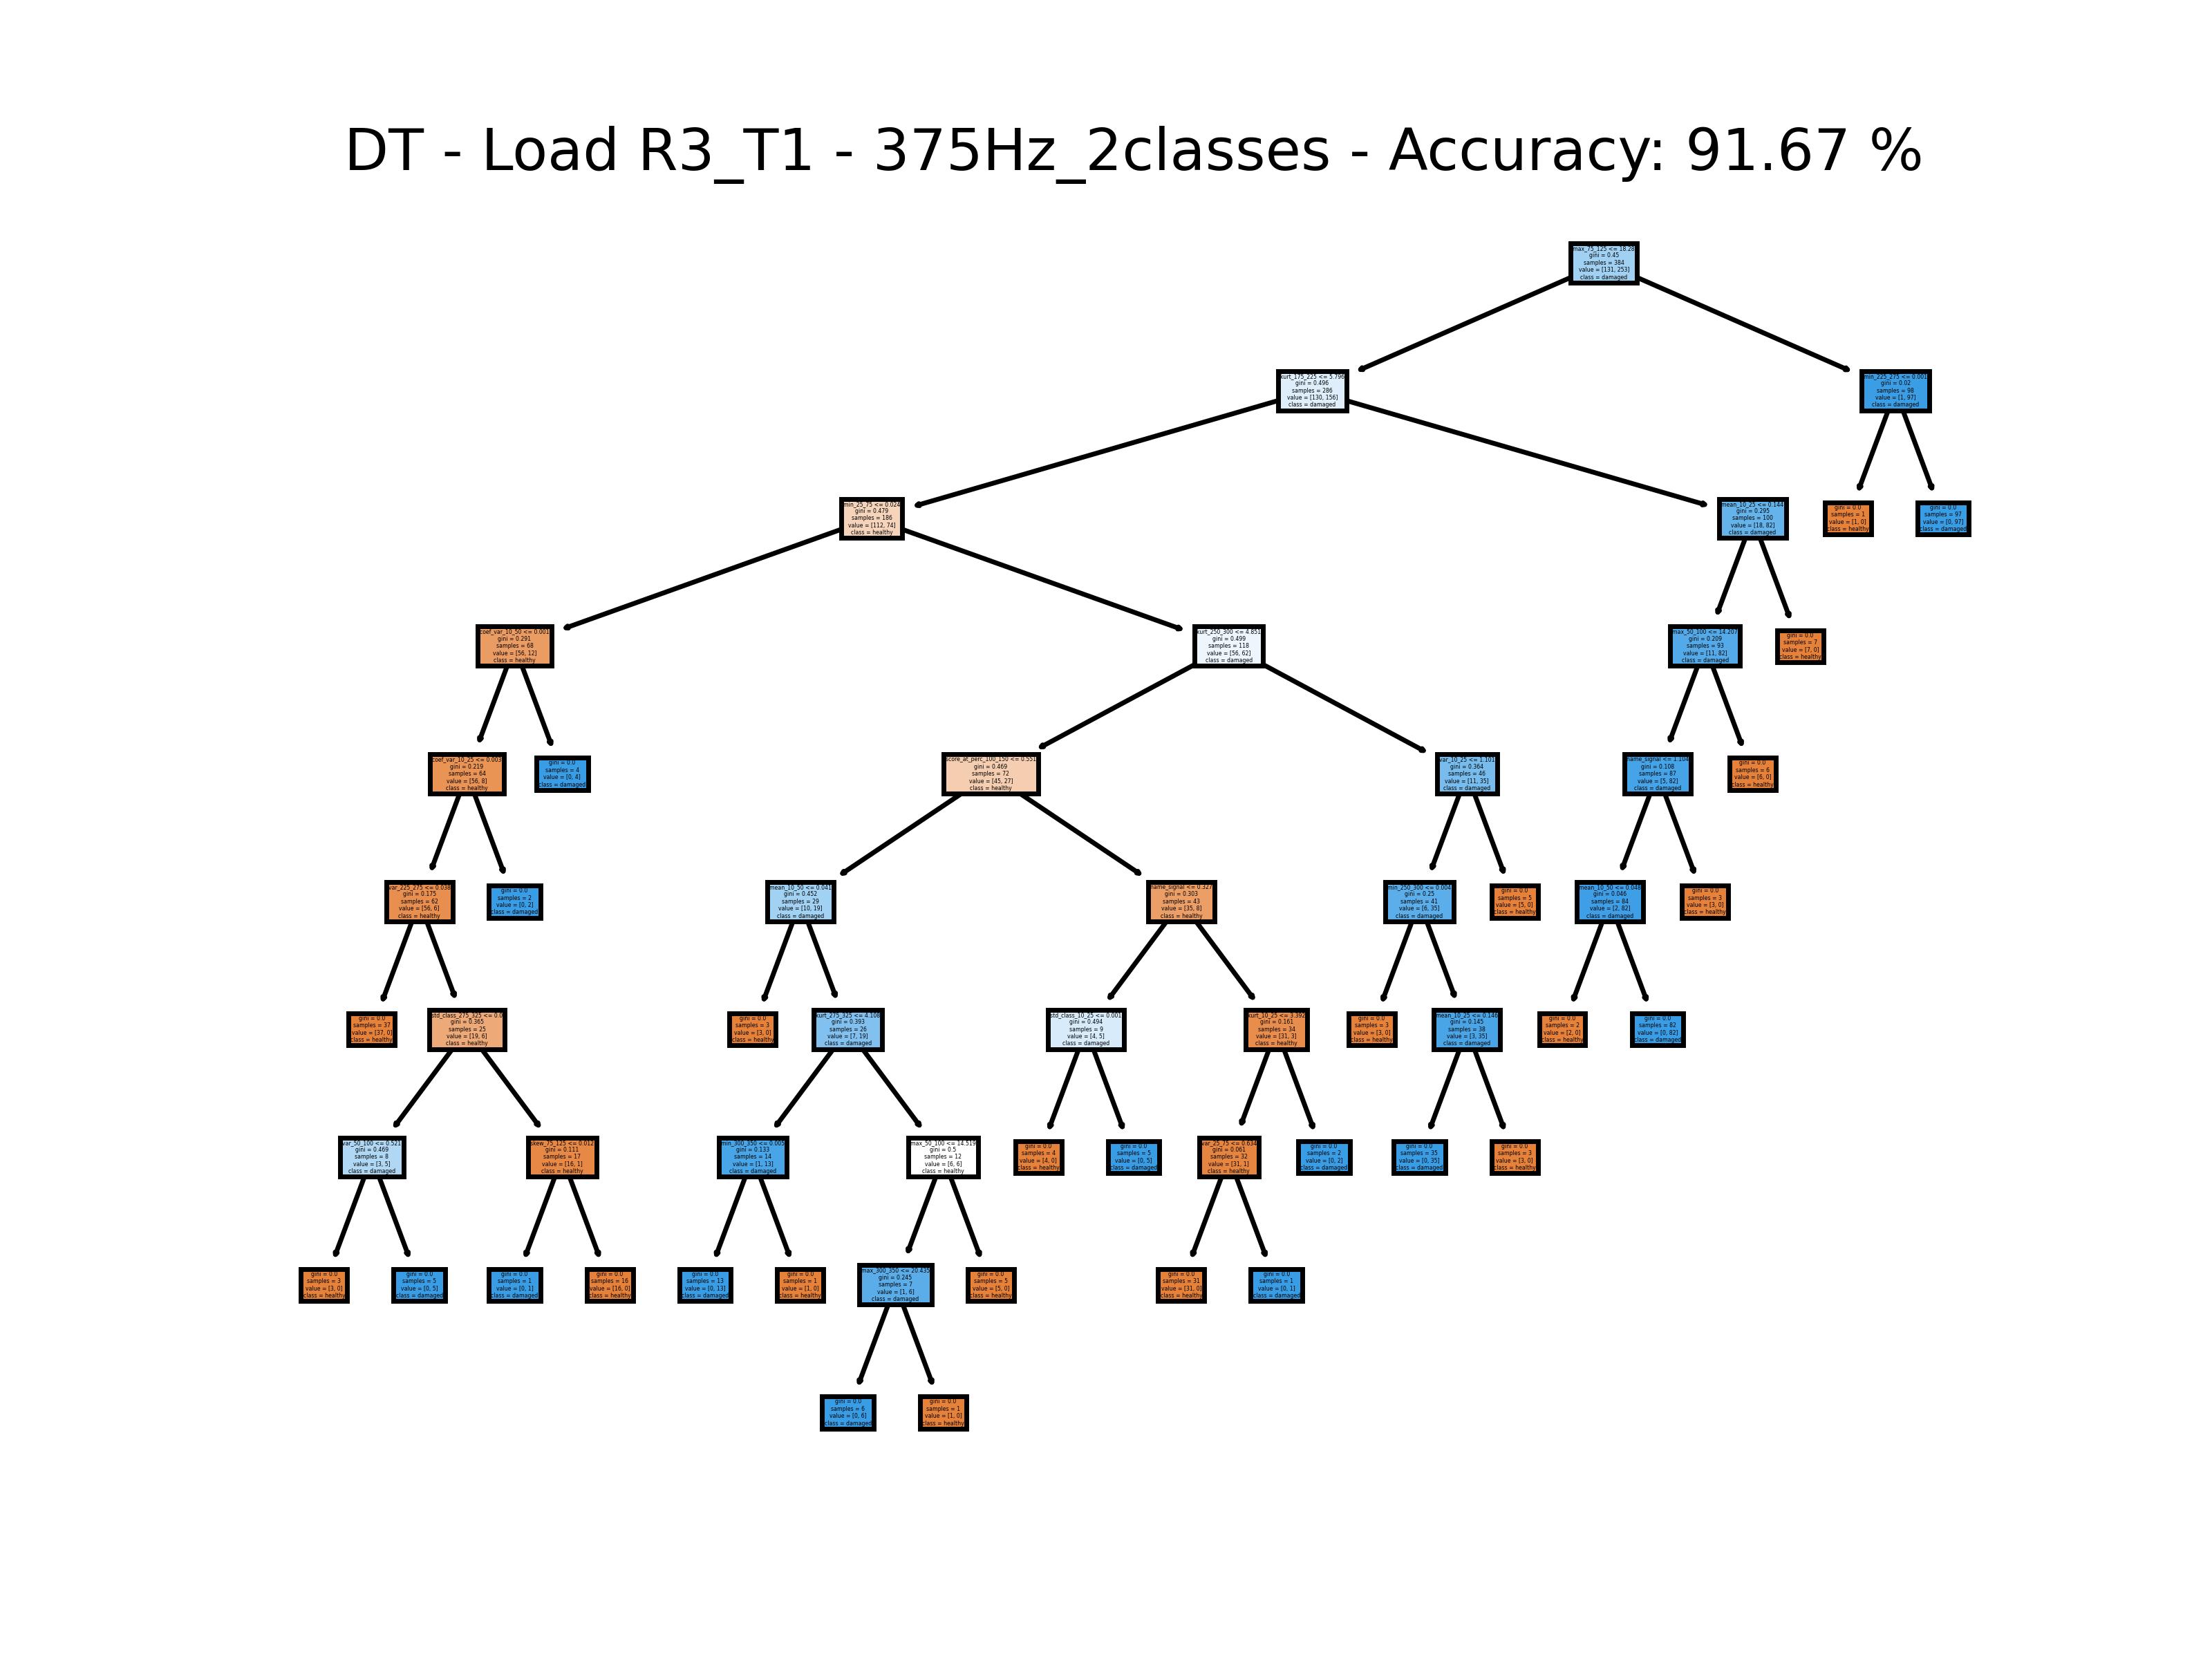 DT - Load R3_T1 - 375Hz_2classes - Accuracy: 91.67 %
max_75_125 <= 18.28
gini = 0.45
samples = 384
value = [131, 253]
class = damaged
kurt_175_225 <= 5.796
gini = 0.496
samples = 286
value = [130, 156]
class = damaged
min_225_275 <= 0.001
gini = 0.02
samples = 98
value = [1, 97]
class = damaged
min_25_75 <= 0.024
gini = 0.479
samples = 186
value = [112, 74]
class = healthy
mean_10_25 <= 0.144
gini = 0.295
samples = 100
value = [18, 82]
class = damaged
gini = 0.0
samples = 1
value = [1, 0]
class = healthy
gini = 0.0
samples = 97
value = [0, 97]
class = damaged
coef_var_10_50 <= 0.001
gini = 0.291
samples = 68
value = [56, 12]
class = healthy
kurt_250_300 <= 4.851
gini = 0.499
samples = 118
value = [56, 62]
class = damaged
max_50_100 <= 14.207
gini = 0.209
samples = 93
value = [11, 82]
class = damaged
gini = 0.0
samples = 7
value = [7, 0]
class = healthy
coef_var_10_25 <= 0.003
gini = 0.219
samples = 64
value = [56, 8]
class = healthy
gini = 0.0
samples = 4
value = [0, 4]
class = damaged
score_at_perc_100_150 <= 0.551
gini = 0.469
samples = 72
value = [45, 27]
class = healthy
var_10_25 <= 1.101
gini = 0.364
samples = 46
value = [11, 35]
class = damaged
name_signal <= 1.108
gini = 0.108
samples = 87
value = [5, 82]
class = damaged
gini = 0.0
samples = 6
value = [6, 0]
class = healthy
var_225_275 <= 0.038
gini = 0.175
samples = 62
value = [56, 6]
class = healthy
gini = 0.0
samples = 2
value = [0, 2]
class = damaged
mean_10_50 <= 0.041
gini = 0.452
samples = 29
value = [10, 19]
class = damaged
name_signal <= 0.327
gini = 0.303
samples = 43
value = [35, 8]
class = healthy
min_250_300 <= 0.004
gini = 0.25
samples = 41
value = [6, 35]
class = damaged
gini = 0.0
samples = 5
value = [5, 0]
class = healthy
mean_10_50 <= 0.048
gini = 0.046
samples = 84
value = [2, 82]
class = damaged
gini = 0.0
samples = 3
value = [3, 0]
class = healthy
gini = 0.0
samples = 37
value = [37, 0]
class = healthy
std_class_275_325 <= 0.0
gini = 0.365
samples = 25
value = [19, 6]
class = healthy
gini = 0.0
samples = 3
value = [3, 0]
class = healthy
kurt_275_325 <= 4.108
gini = 0.393
samples = 26
value = [7, 19]
class = damaged
std_class_10_25 <= 0.001
gini = 0.494
samples = 9
value = [4, 5]
class = damaged
kurt_10_25 <= 3.392
gini = 0.161
samples = 34
value = [31, 3]
class = healthy
gini = 0.0
samples = 3
value = [3, 0]
class = healthy
mean_10_25 <= 0.146
gini = 0.145
samples = 38
value = [3, 35]
class = damaged
gini = 0.0
samples = 2
value = [2, 0]
class = healthy
gini = 0.0
samples = 82
value = [0, 82]
class = damaged
var_50_100 <= 0.521
gini = 0.469
samples = 8
value = [3, 5]
class = damaged
skew_75_125 <= 0.012
gini = 0.111
samples = 17
value = [16, 1]
class = healthy
min_300_350 <= 0.005
gini = 0.133
samples = 14
value = [1, 13]
class = damaged
max_50_100 <= 14.519
gini = 0.5
samples = 12
value = [6, 6]
class = healthy
gini = 0.0
samples = 4
value = [4, 0]
class = healthy
gini = 0.0
samples = 5
value = [0, 5]
class = damaged
var_25_75 <= 0.634
gini = 0.061
samples = 32
value = [31, 1]
class = healthy
gini = 0.0
samples = 2
value = [0, 2]
class = damaged
gini = 0.0
samples = 35
value = [0, 35]
class = damaged
gini = 0.0
samples = 3
value = [3, 0]
class = healthy
gini = 0.0
samples = 3
value = [3, 0]
class = healthy
gini = 0.0
samples = 5
value = [0, 5]
class = damaged
gini = 0.0
samples = 1
value = [0, 1]
class = damaged
gini = 0.0
samples = 16
value = [16, 0]
class = healthy
gini = 0.0
samples = 13
value = [0, 13]
class = damaged
gini = 0.0
samples = 1
value = [1, 0]
class = healthy
max_300_350 <= 20.435
gini = 0.245
samples = 7
value = [1, 6]
class = damaged
gini = 0.0
samples = 5
value = [5, 0]
class = healthy
gini = 0.0
samples = 31
value = [31, 0]
class = healthy
gini = 0.0
samples = 1
value = [0, 1]
class = damaged
gini = 0.0
samples = 6
value = [0, 6]
class = damaged
gini = 0.0
samples = 1
value = [1, 0]
class = healthy